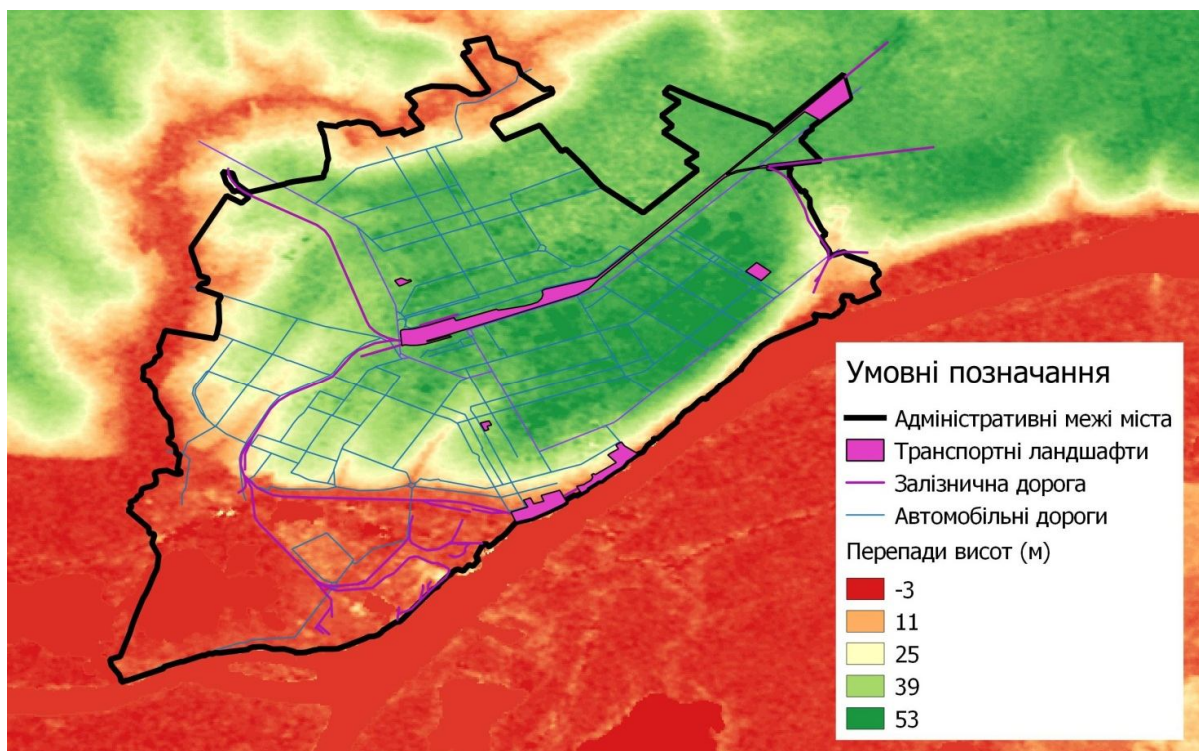 Умовні позначання
Адміністративні межі міста
Транспортні ландшафти
Залізнична дорога
Автомобільні дороги
Перепади висот (м)
-3
11
25
39
53